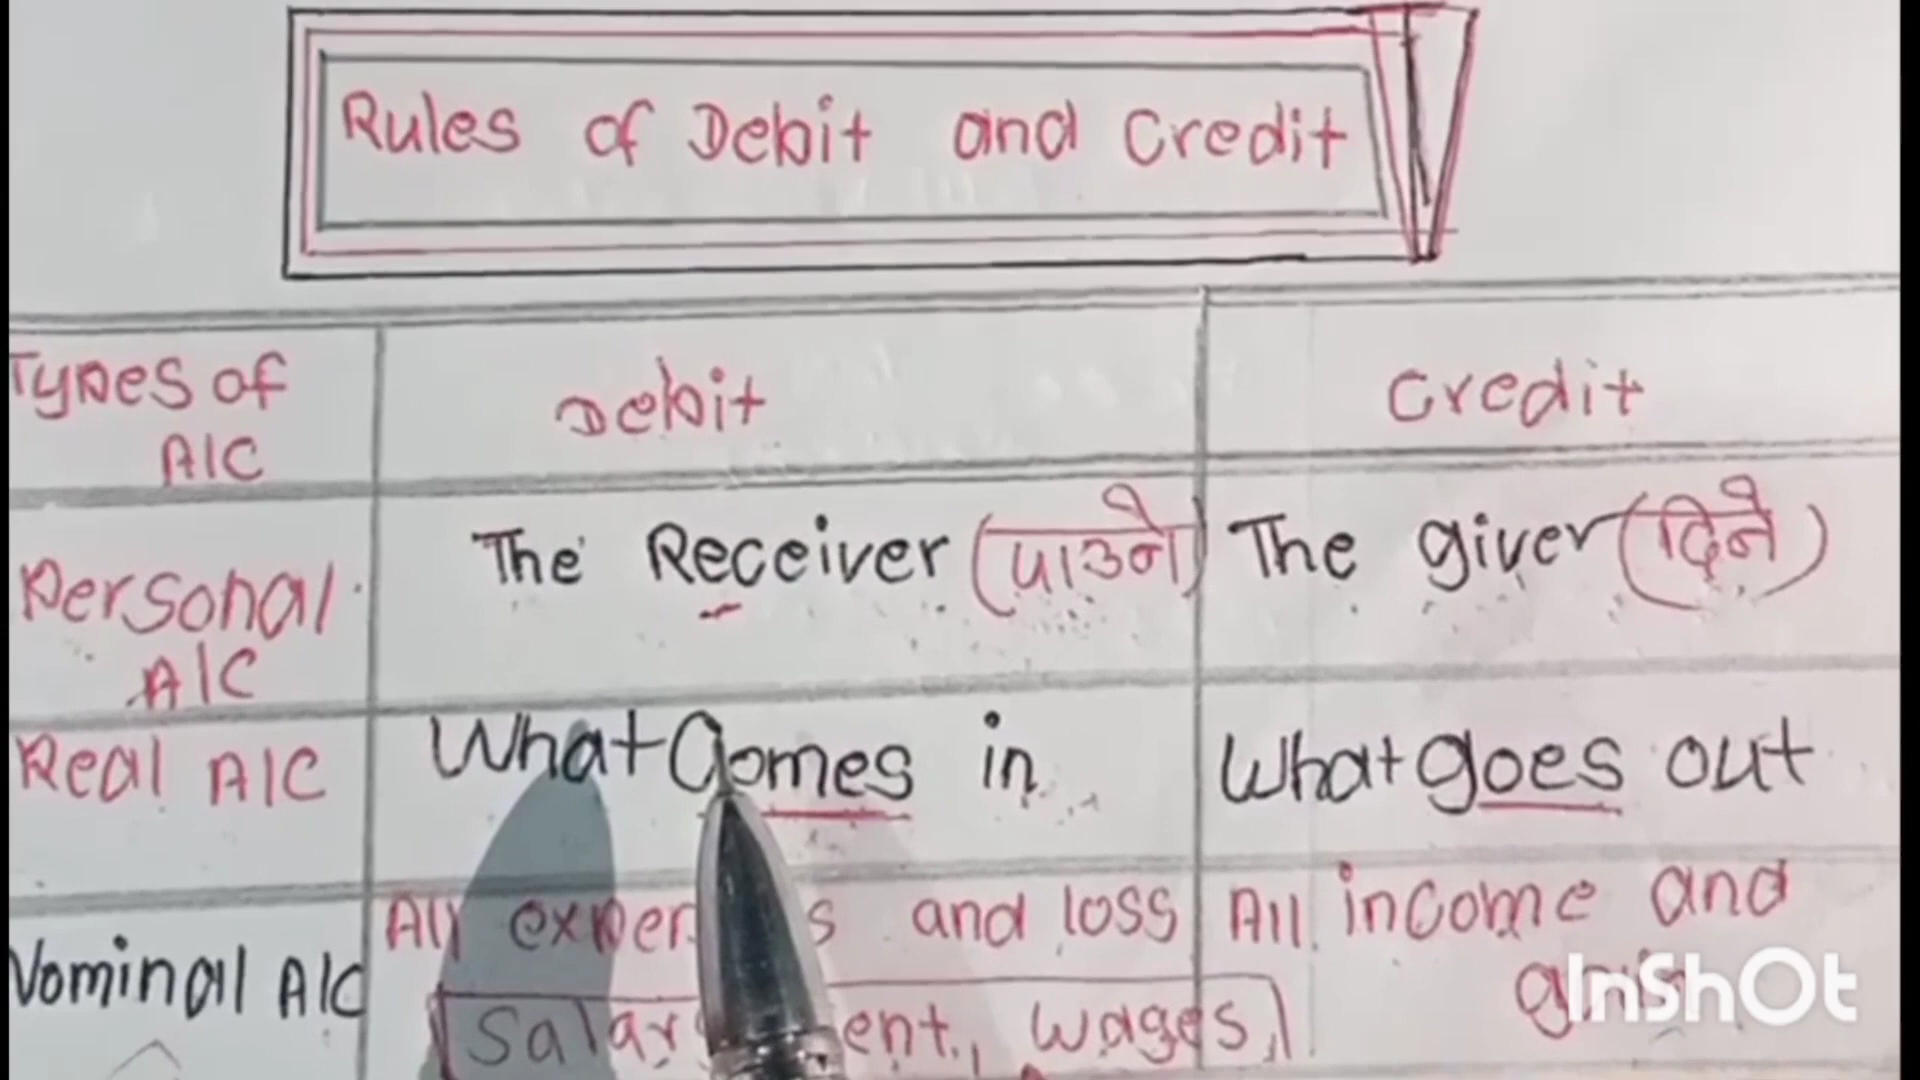 Rules of Debit and Credit
Types of A/C
Debit
Credit
Personal A/C
The Receiver (पाउने)
The giver (दिने)
Real A/C
What Comes in
What goes out
Nominal A/C
All and loss
All income and
wages,
InShOt